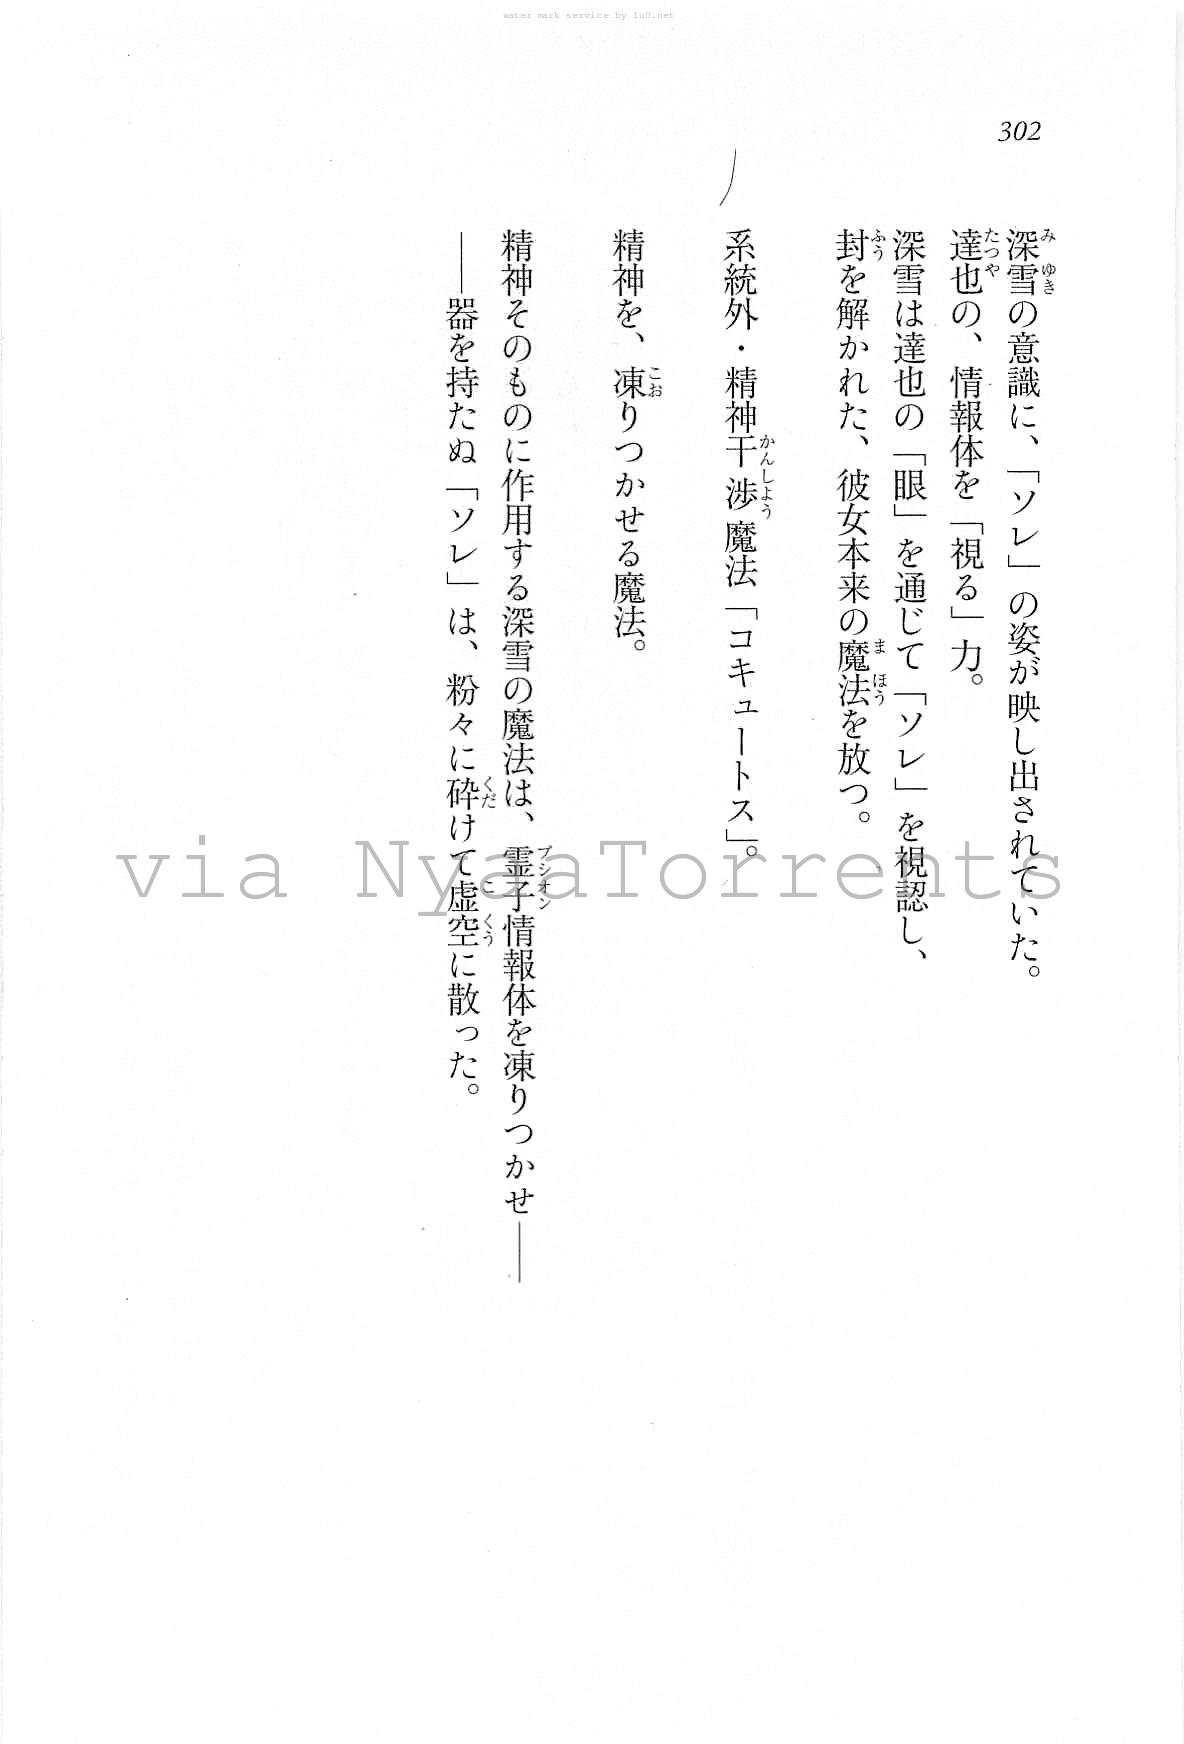 water mark service by 1u0.net
302
深雪の意識に、「ソレ」の姿が映し出されていた。
達也の、情報体を「視る」力。
深雪は達也の「眼」を通じて「ソレ」を視認し、
封を解かれた、彼女本来の魔法を放つ。
系統外・精神干渉魔法「コキュートス」。
精神を、凍りつかせる魔法。
精神そのものに作用する深雪の魔法は、霊子情報体を凍りつかせ――
――器を持たぬ「ソレ」は、粉々に砕けて虚空に散った。
via NyaaTorrents